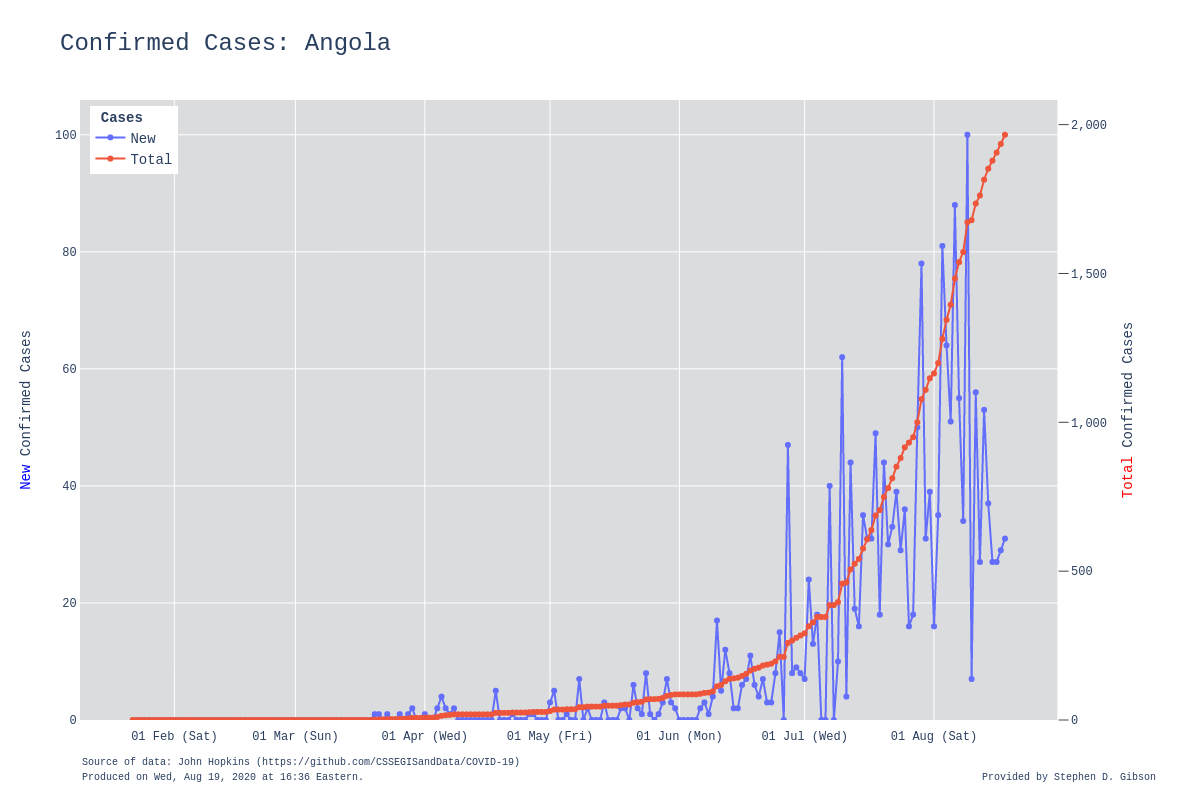 Confirmed Cases: Angola
Cases
New
Total
100
80
60
40
20
0
2,000
1,500
1,000
500
0
New Confirmed Cases
Total Confirmed Cases
01 Feb (Sat)
01 Mar (Sun)
01 Apr (Wed)
01 May (Fri)
01 Jun (Mon)
01 Jul (Wed)
01 Aug (Sat)
Source of data: John Hopkins (https://github.com/CSSEGISandData/COVID-19)
Produced on Wed, Aug 19, 2020 at 16:36 Eastern.
Provided by Stephen D. Gibson